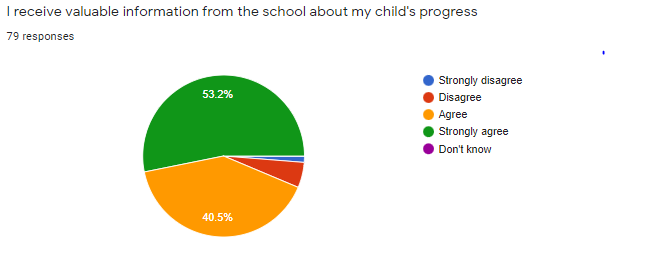 I receive valuable information from the school about my child's progress
79 responses
53.2%
40.5%
Strongly disagree
Disagree
Agree
Strongly agree
Don't know